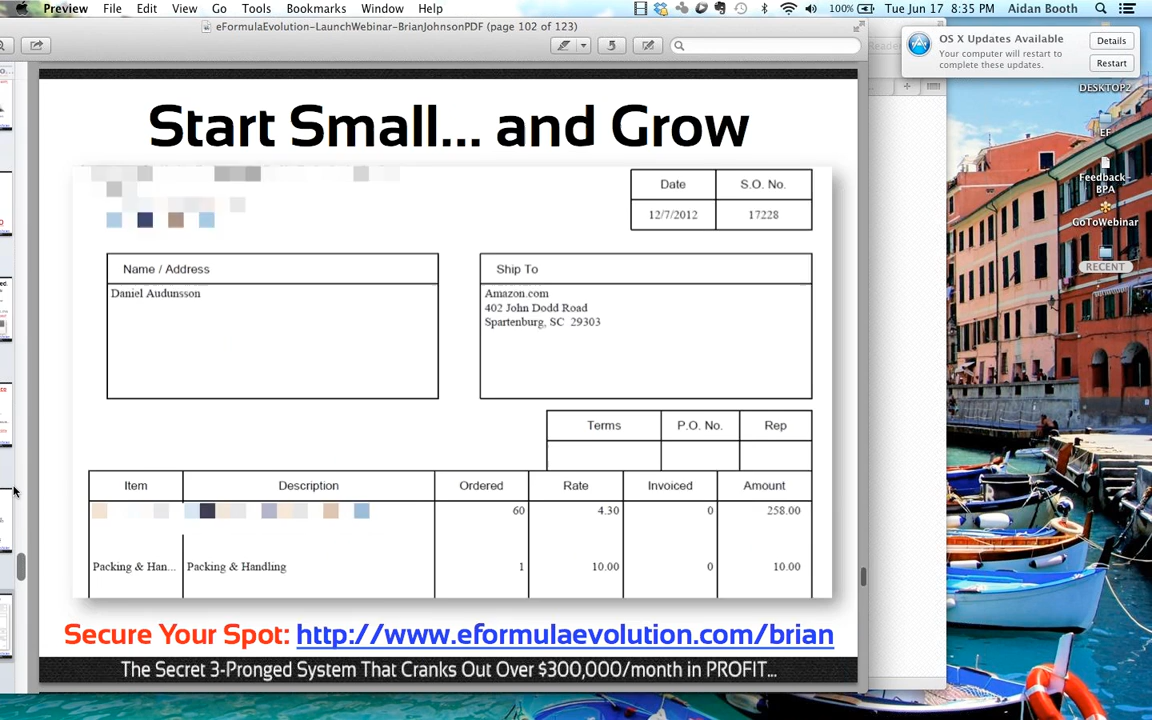 Preview File Edit View Go Tools Bookmarks Window Help 100% Tue Jun 17 8:35 PM Aidan Booth
eFormulaEvolution-LaunchWebinar-BrianJohnsonPDF (page 102 of 123)
OS X Updates Available
Your computer will restart to
complete these updates.
Details
Restart
DESKTOP2
EF
Feedback-
BPA
GoToWebinar
RECENT
Start Small... and Grow
Date S.O. No.
12/7/2012 17228
Name / Address
Daniel Audunsson
Ship To
Amazon.com
402 John Dodd Road
Spartenburg, SC 29303
Terms P.O. No. Rep
Item Description Ordered Rate Invoiced Amount
60 4.30 0 258.00
Packing & Han... Packing & Handling 1 10.00 0 10.00
Secure Your Spot: http://www.eformulaevolution.com/brian
The Secret 3-Pronged System That Cranks Out Over $300,000/month in PROFIT...